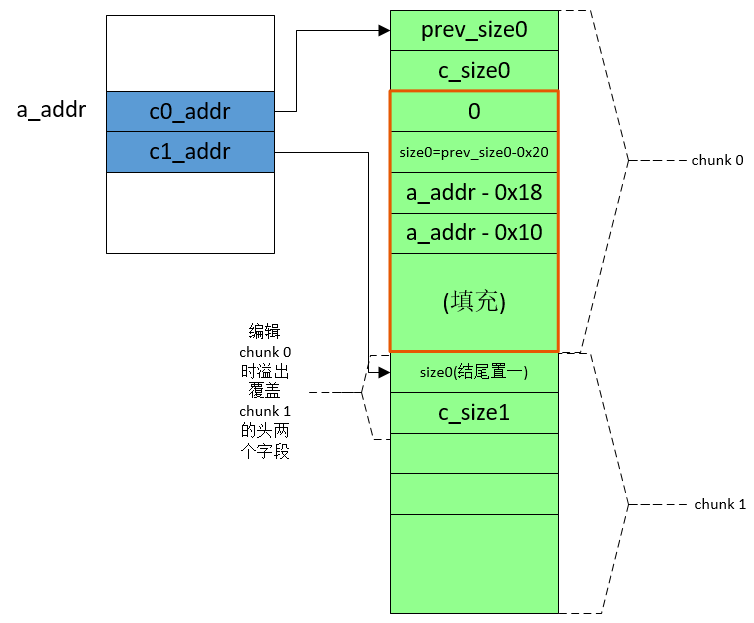 a_addr
c0_addr
c1_addr
prev_size0
c_size0
0
size0=prev_size0-0x20
a_addr - 0x18
a_addr - 0x10
(填充)
size0(结尾置一)
c_size1
编辑
chunk 0
时溢出
覆盖
chunk 1
的头两
个字段
chunk 0
chunk 1